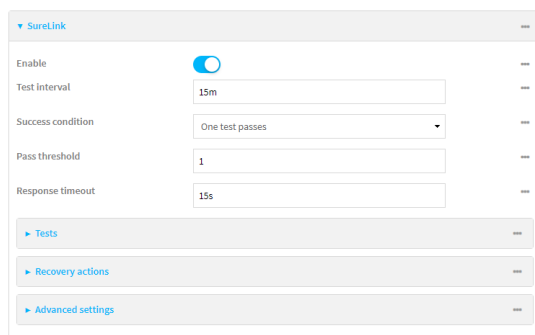 SureLink
Enable
Test interval
15m
Success condition
One test passes
Pass threshold
1
Response timeout
15s
Tests
Recovery actions
Advanced settings